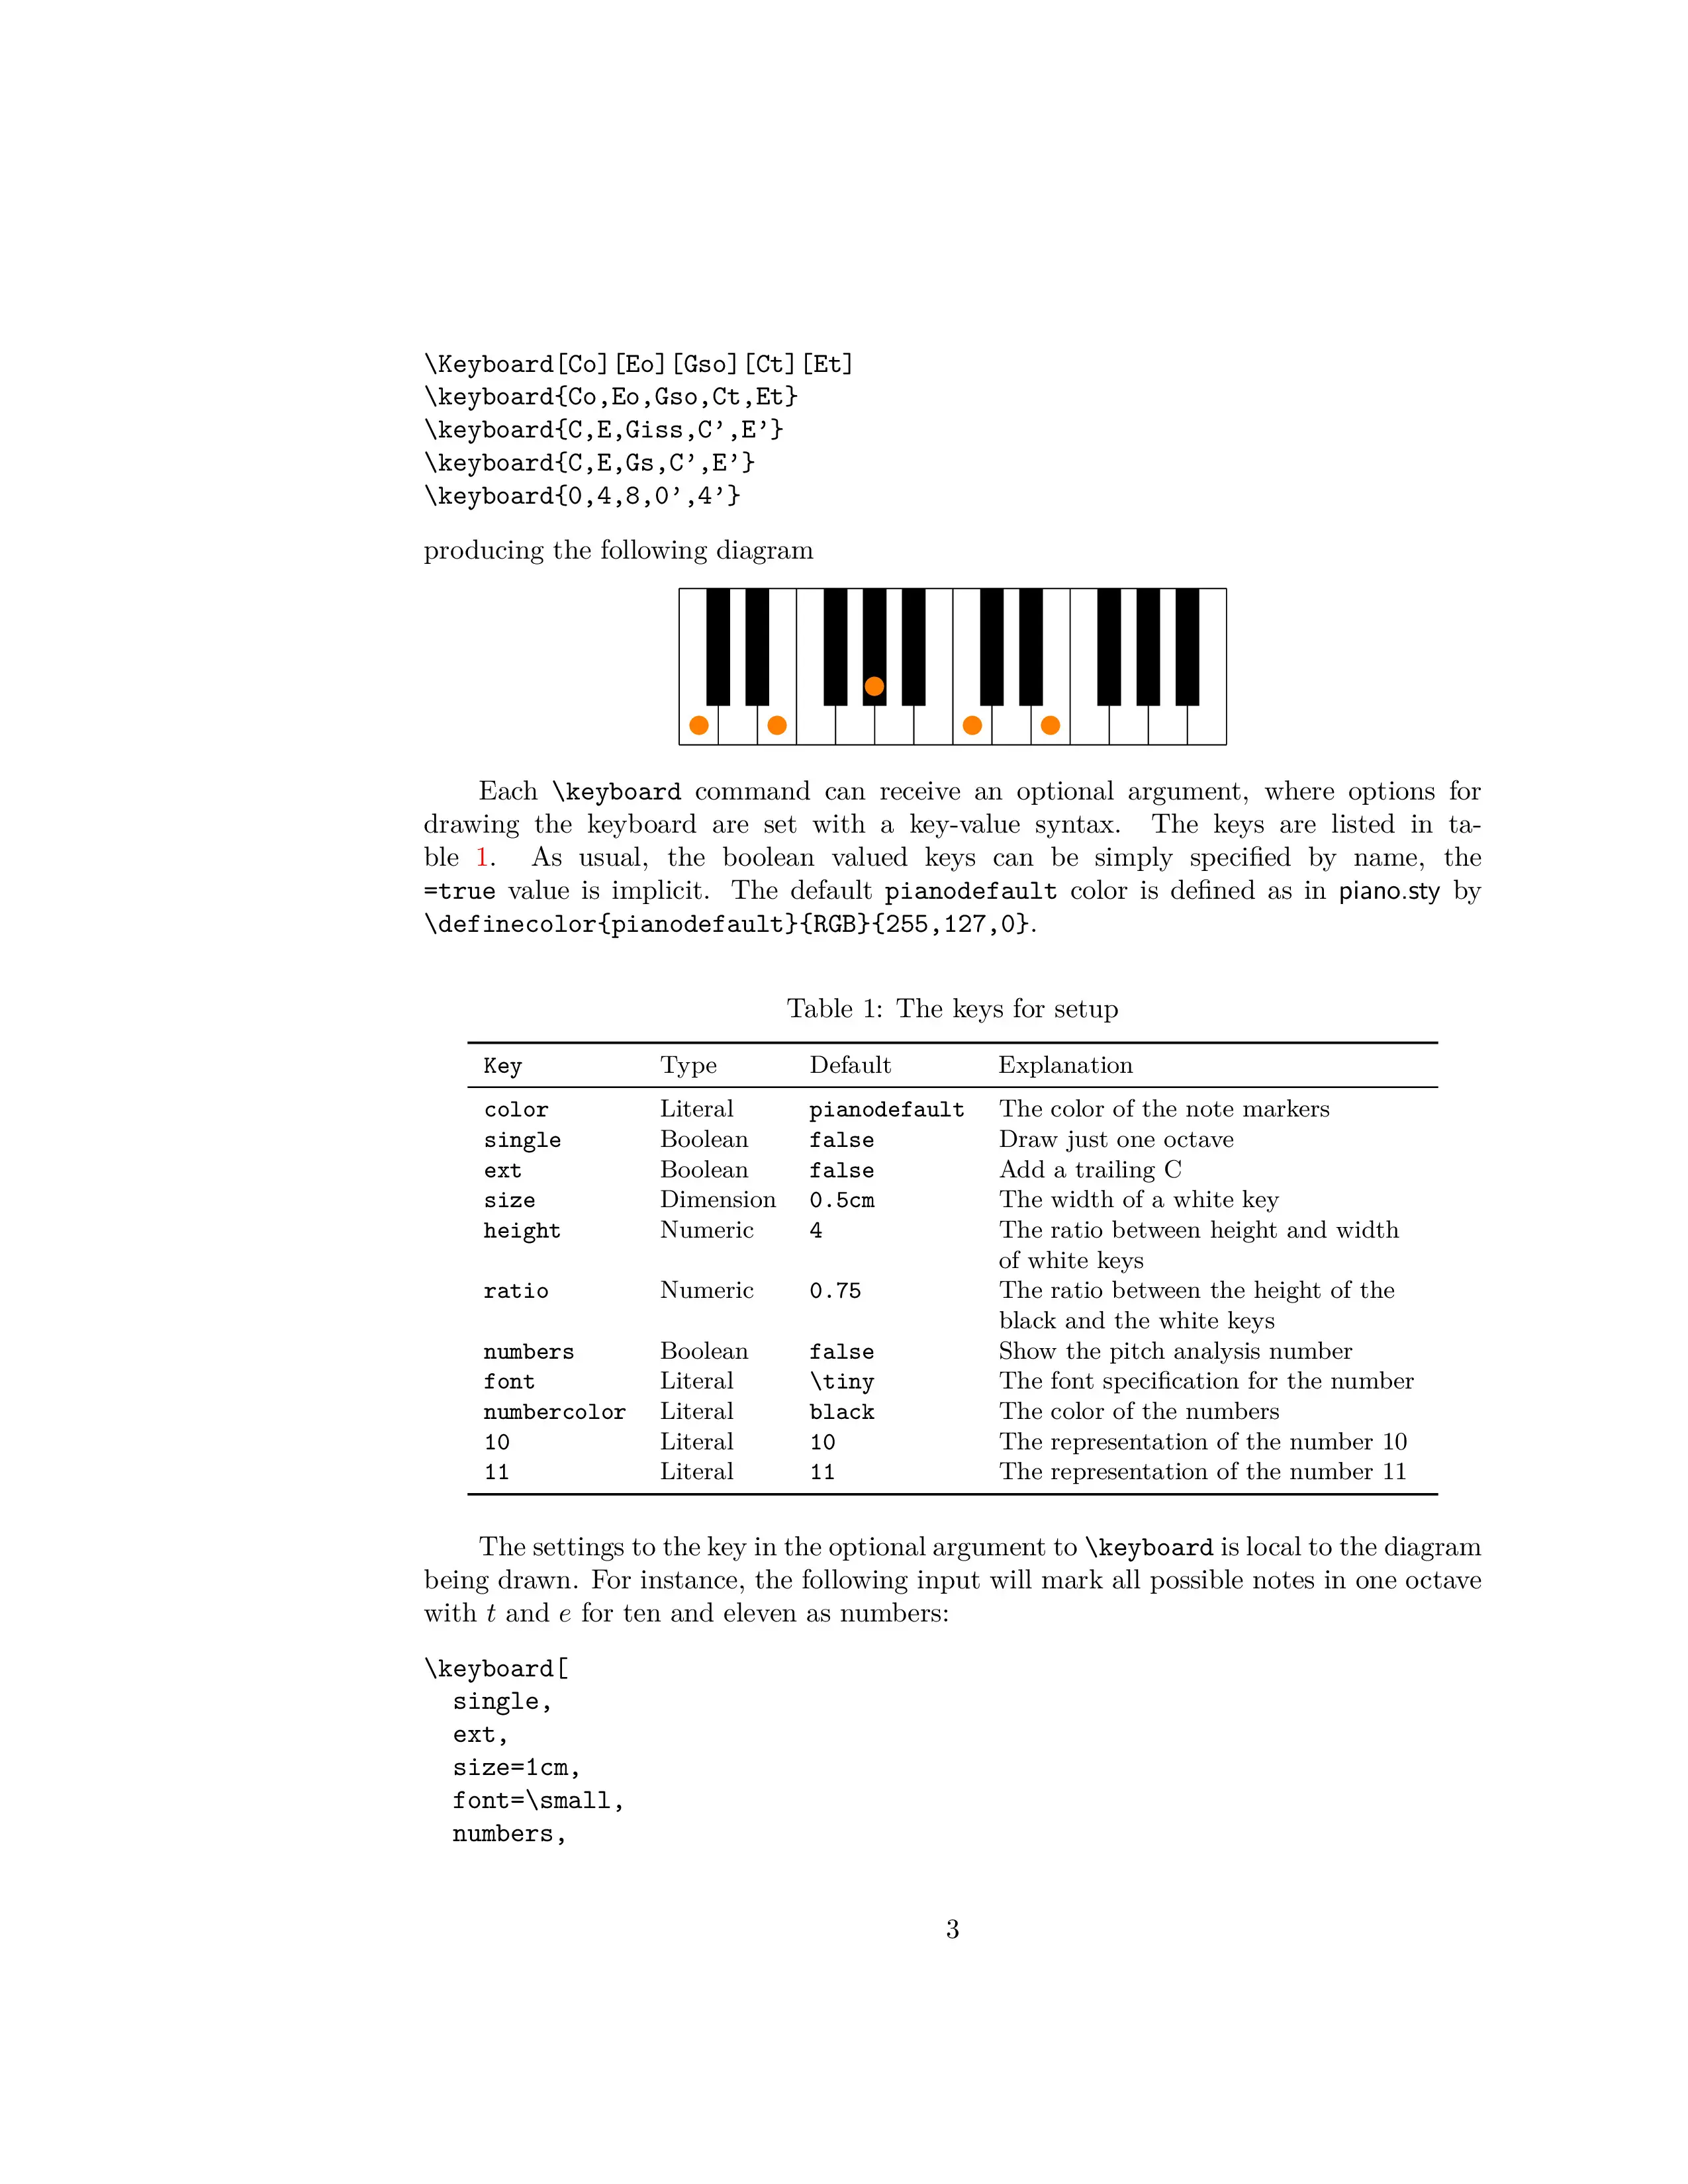 \Keyboard[Co][Eo][Gso][Ct][Et]
\keyboard{Co,Eo,Gso,Ct,Et}
\keyboard{C,E,Giss,C’,E’}
\keyboard{C,E,Gs,C’,E’}
\keyboard{0,4,8,0’,4’}
producing the following diagram
Each \keyboard command can receive an optional argument, where options for
drawing the keyboard are set with a key-value syntax. The keys are listed in ta-
ble 1. As usual, the boolean valued keys can be simply specified by name, the
=true value is implicit. The default pianodefault color is defined as in piano.sty by
\definecolor{pianodefault}{RGB}{255,127,0}.
Table 1: The keys for setup
Key Type Default Explanation
color Literal pianodefault The color of the note markers
single Boolean false Draw just one octave
ext Boolean false Add a trailing C
size Dimension 0.5cm The width of a white key
height Numeric 4 The ratio between height and width
of white keys
ratio Numeric 0.75 The ratio between the height of the
black and the white keys
numbers Boolean false Show the pitch analysis number
font Literal \tiny The font specification for the number
numbercolor Literal black The color of the numbers
10 Literal 10 The representation of the number 10
11 Literal 11 The representation of the number 11
The settings to the key in the optional argument to \keyboard is local to the diagram
being drawn. For instance, the following input will mark all possible notes in one octave
with t and e for ten and eleven as numbers:
\keyboard[
single,
ext,
size=1cm,
font=\small,
numbers,
3